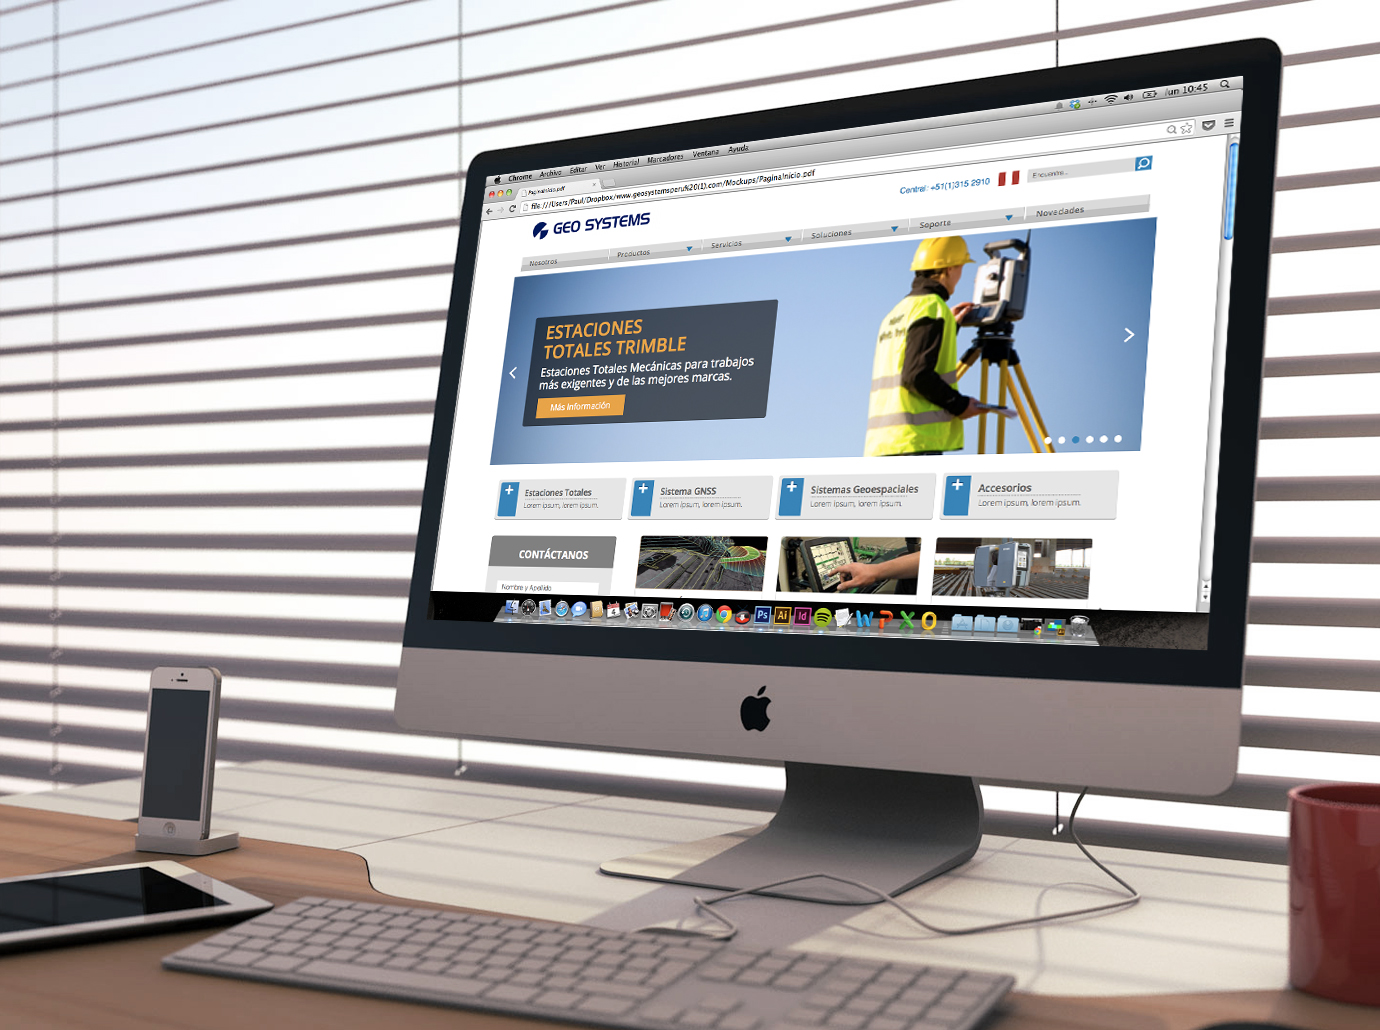 Chrome Archivo Editar Ver Historial Marcadores Ventana Ayuda
lun 10:45
PaginaInicio.pdf
file:///Users/Paul/Dropbox/www.geosystemsperu%20(1).com/Mockups/PaginaInicio.pdf
GEO SYSTEMS
Central: +51(1)315 2910
Encuentre...
Nosotros Productos Servicios Soluciones Soporte Novedades
ESTACIONES
TOTALES TRIMBLE
Estaciones Totales Mecánicas para trabajos
más exigentes y de las mejores marcas.
Más información
Estaciones Totales
Lorem ipsum, lorem ipsum.
Sistema GNSS
Lorem ipsum, lorem ipsum.
Sistemas Geoespaciales
Lorem ipsum, lorem ipsum.
Accesorios
Lorem ipsum, lorem ipsum.
CONTÁCTANOS
Nombre y Apellido
Ps Ai Id W P X O